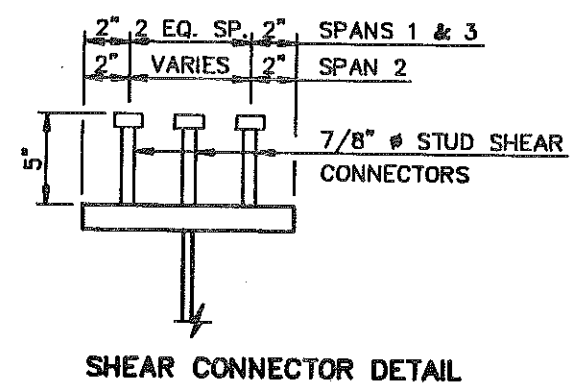 2" 2 EQ. SP. 2" SPANS 1 & 3
2" VARIES 2" SPAN 2
5"
7/8" ø STUD SHEAR
CONNECTORS
SHEAR CONNECTOR DETAIL